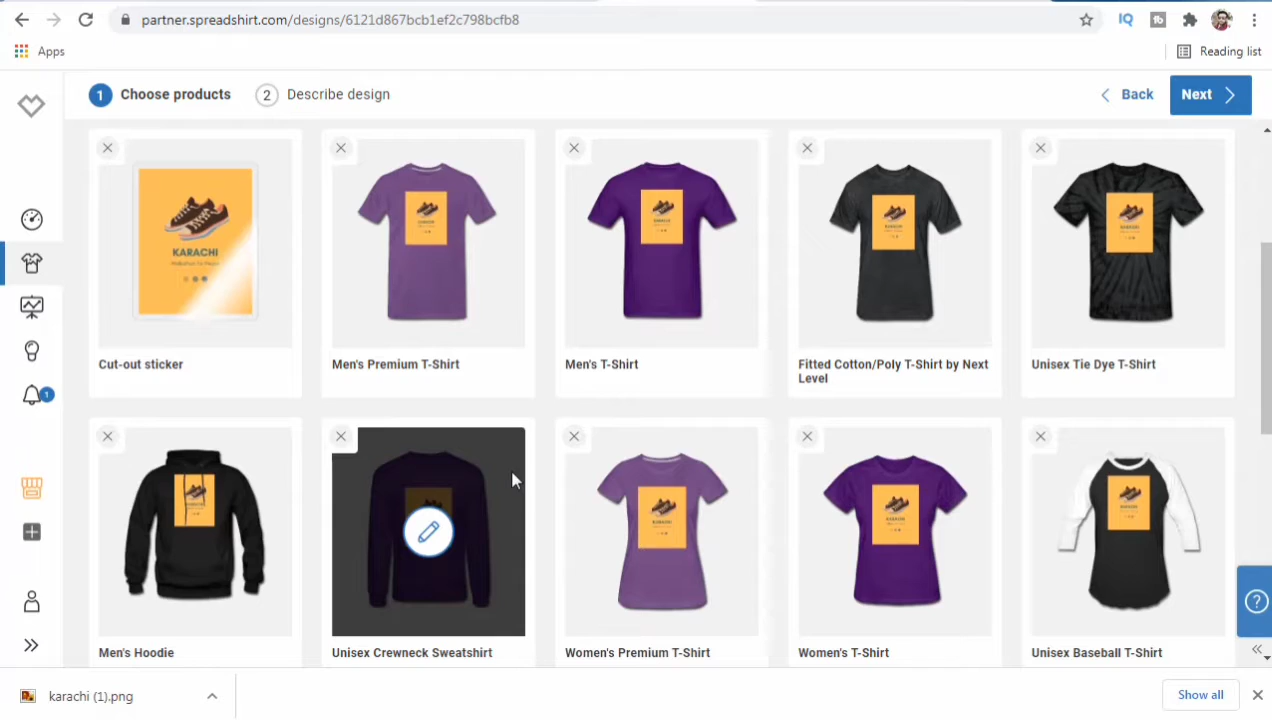 partner.spreadshirt.com/designs/6121d867bcb1ef2c798bcfb8
IQ
Apps
Reading list
1 Choose products
2 Describe design
Back
Next
KARACHI
Cut-out sticker
Men's Premium T-Shirt
Men's T-Shirt
Fitted Cotton/Poly T-Shirt by Next
Level
Unisex Tie Dye T-Shirt
1
Men's Hoodie
Unisex Crewneck Sweatshirt
Women's Premium T-Shirt
Women's T-Shirt
Unisex Baseball T-Shirt
?
karachi (1).png
Show all